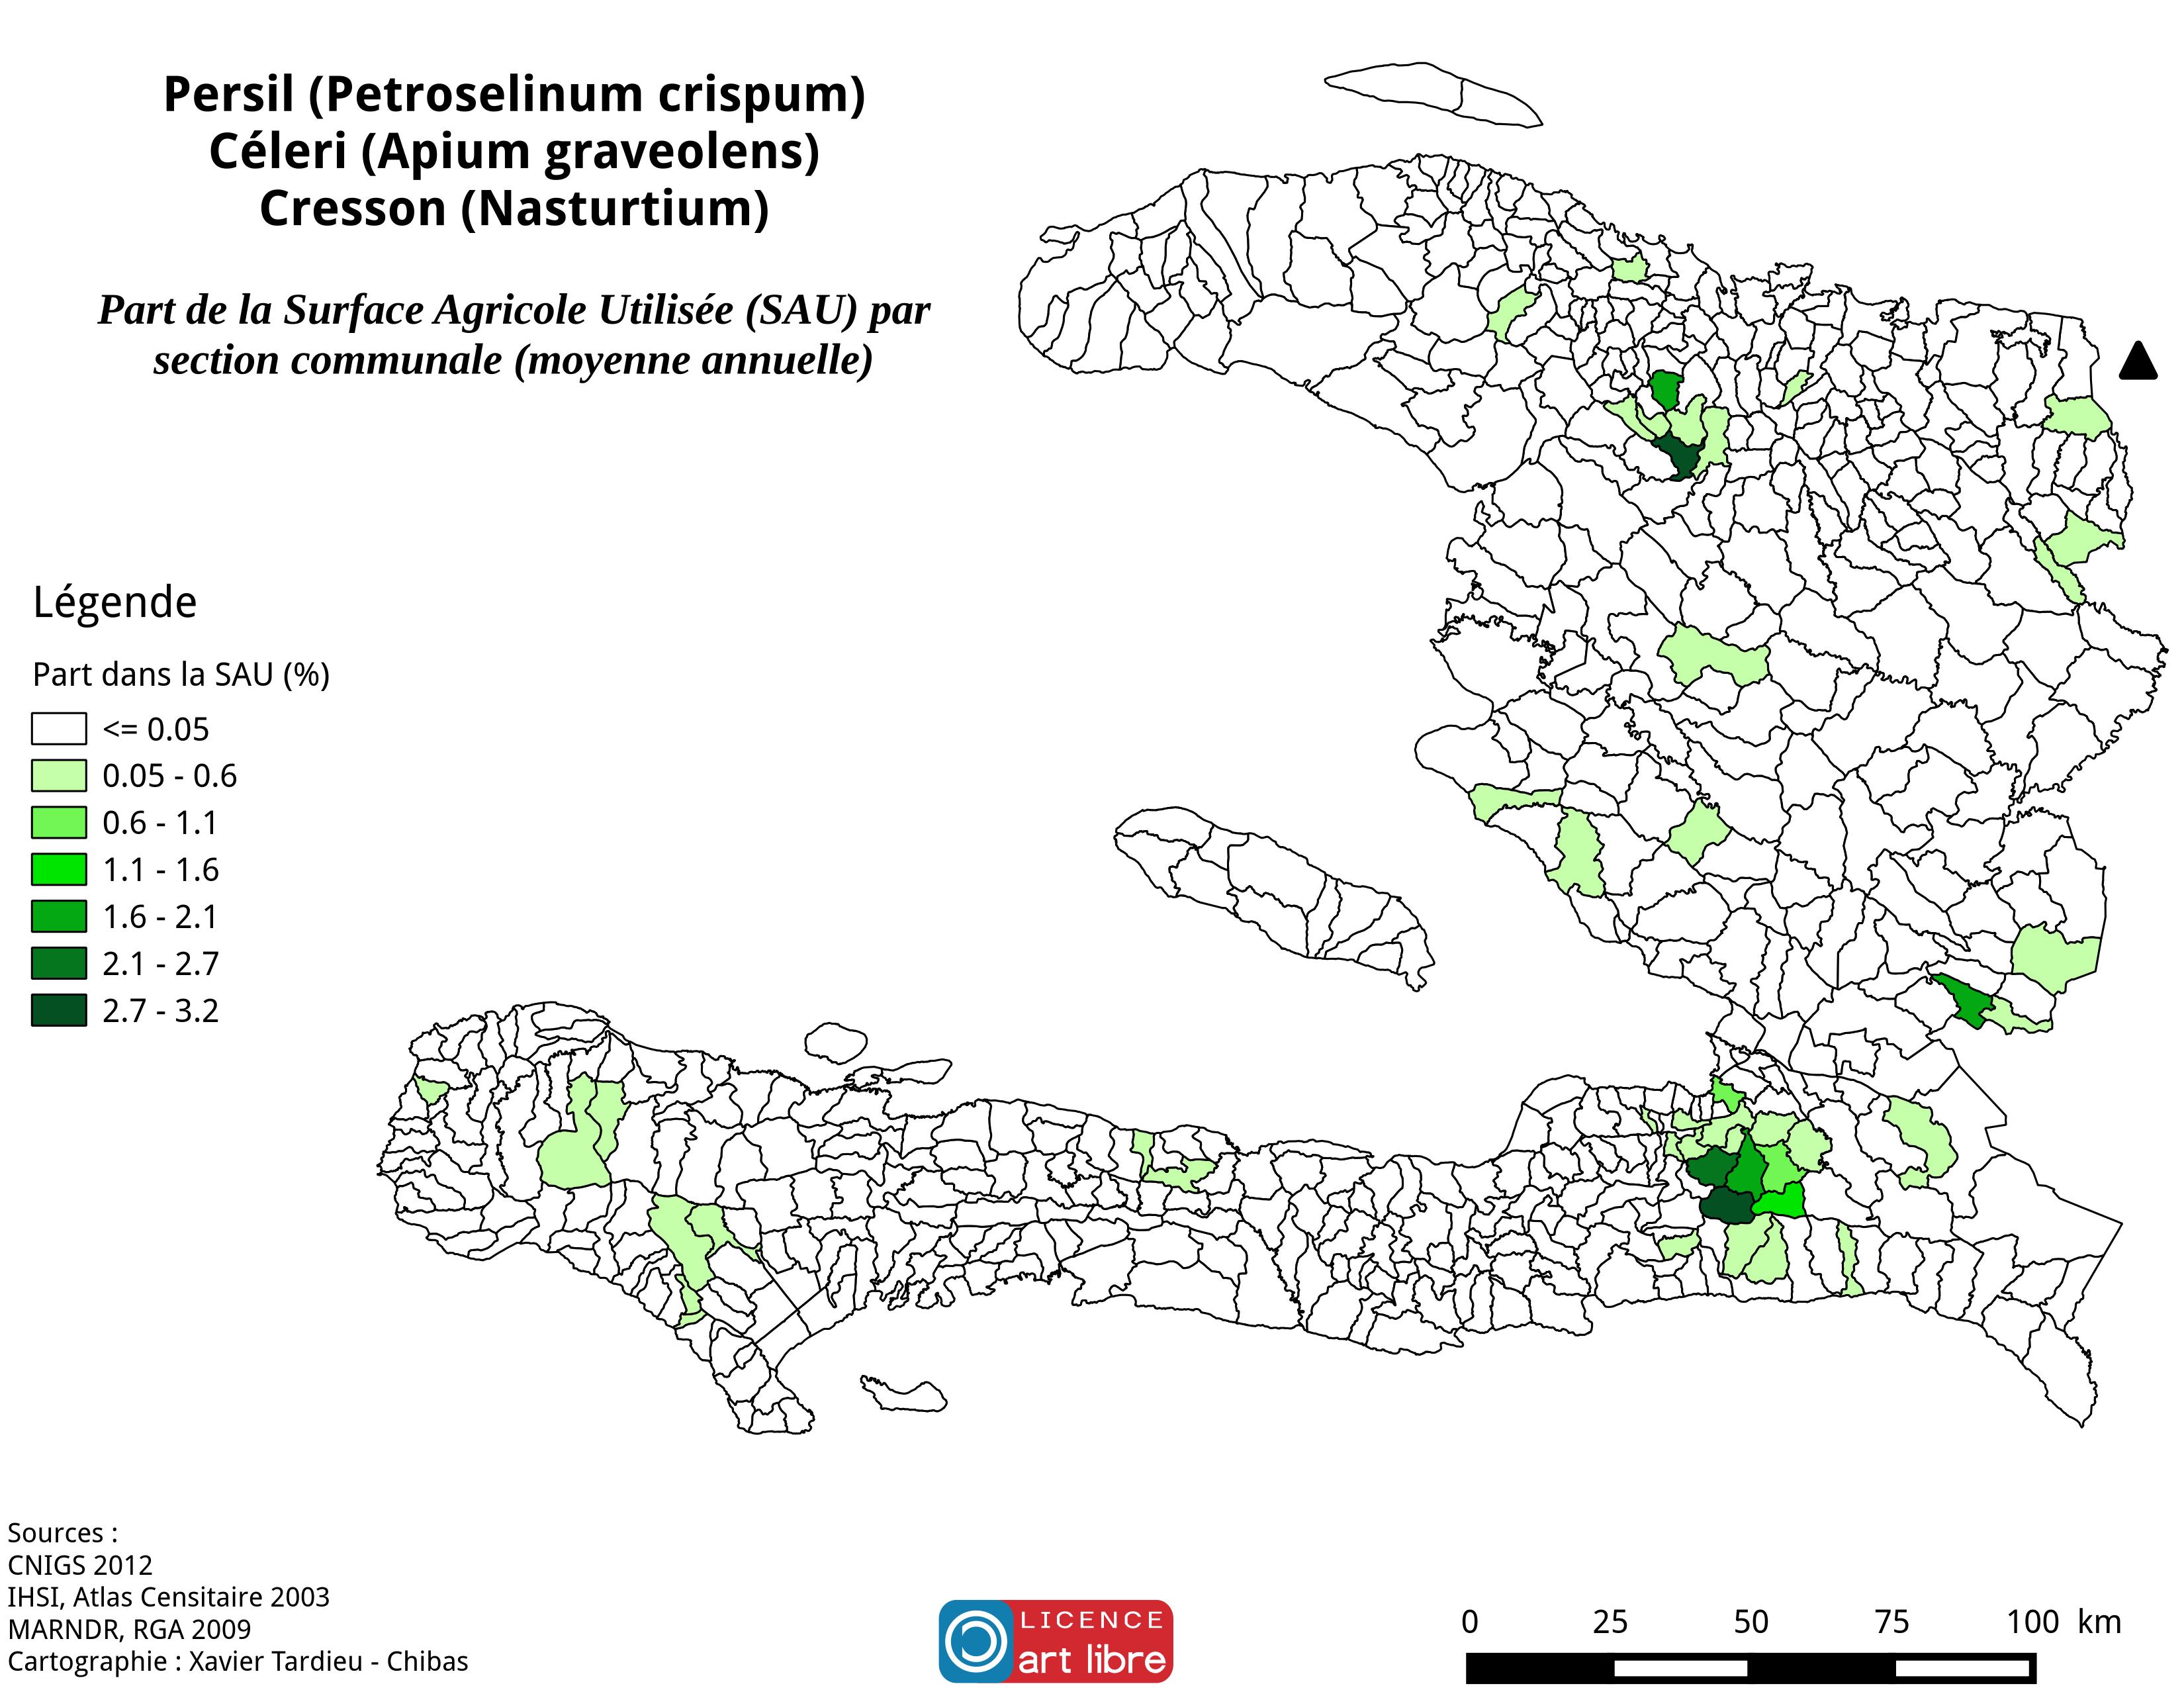 Persil (Petroselinum crispum)
Céleri (Apium graveolens)
Cresson (Nasturtium)
Part de la Surface Agricole Utilisée (SAU) par
section communale (moyenne annuelle)
Légende
Part dans la SAU (%)
<= 0.05
0.05 - 0.6
0.6 - 1.1
1.1 - 1.6
1.6 - 2.1
2.1 - 2.7
2.7 - 3.2
Sources :
CNIGS 2012
IHSI, Atlas Censitaire 2003
MARNDR, RGA 2009
Cartographie : Xavier Tardieu - Chibas
LICENCE
art libre
0 25 50 75 100 km